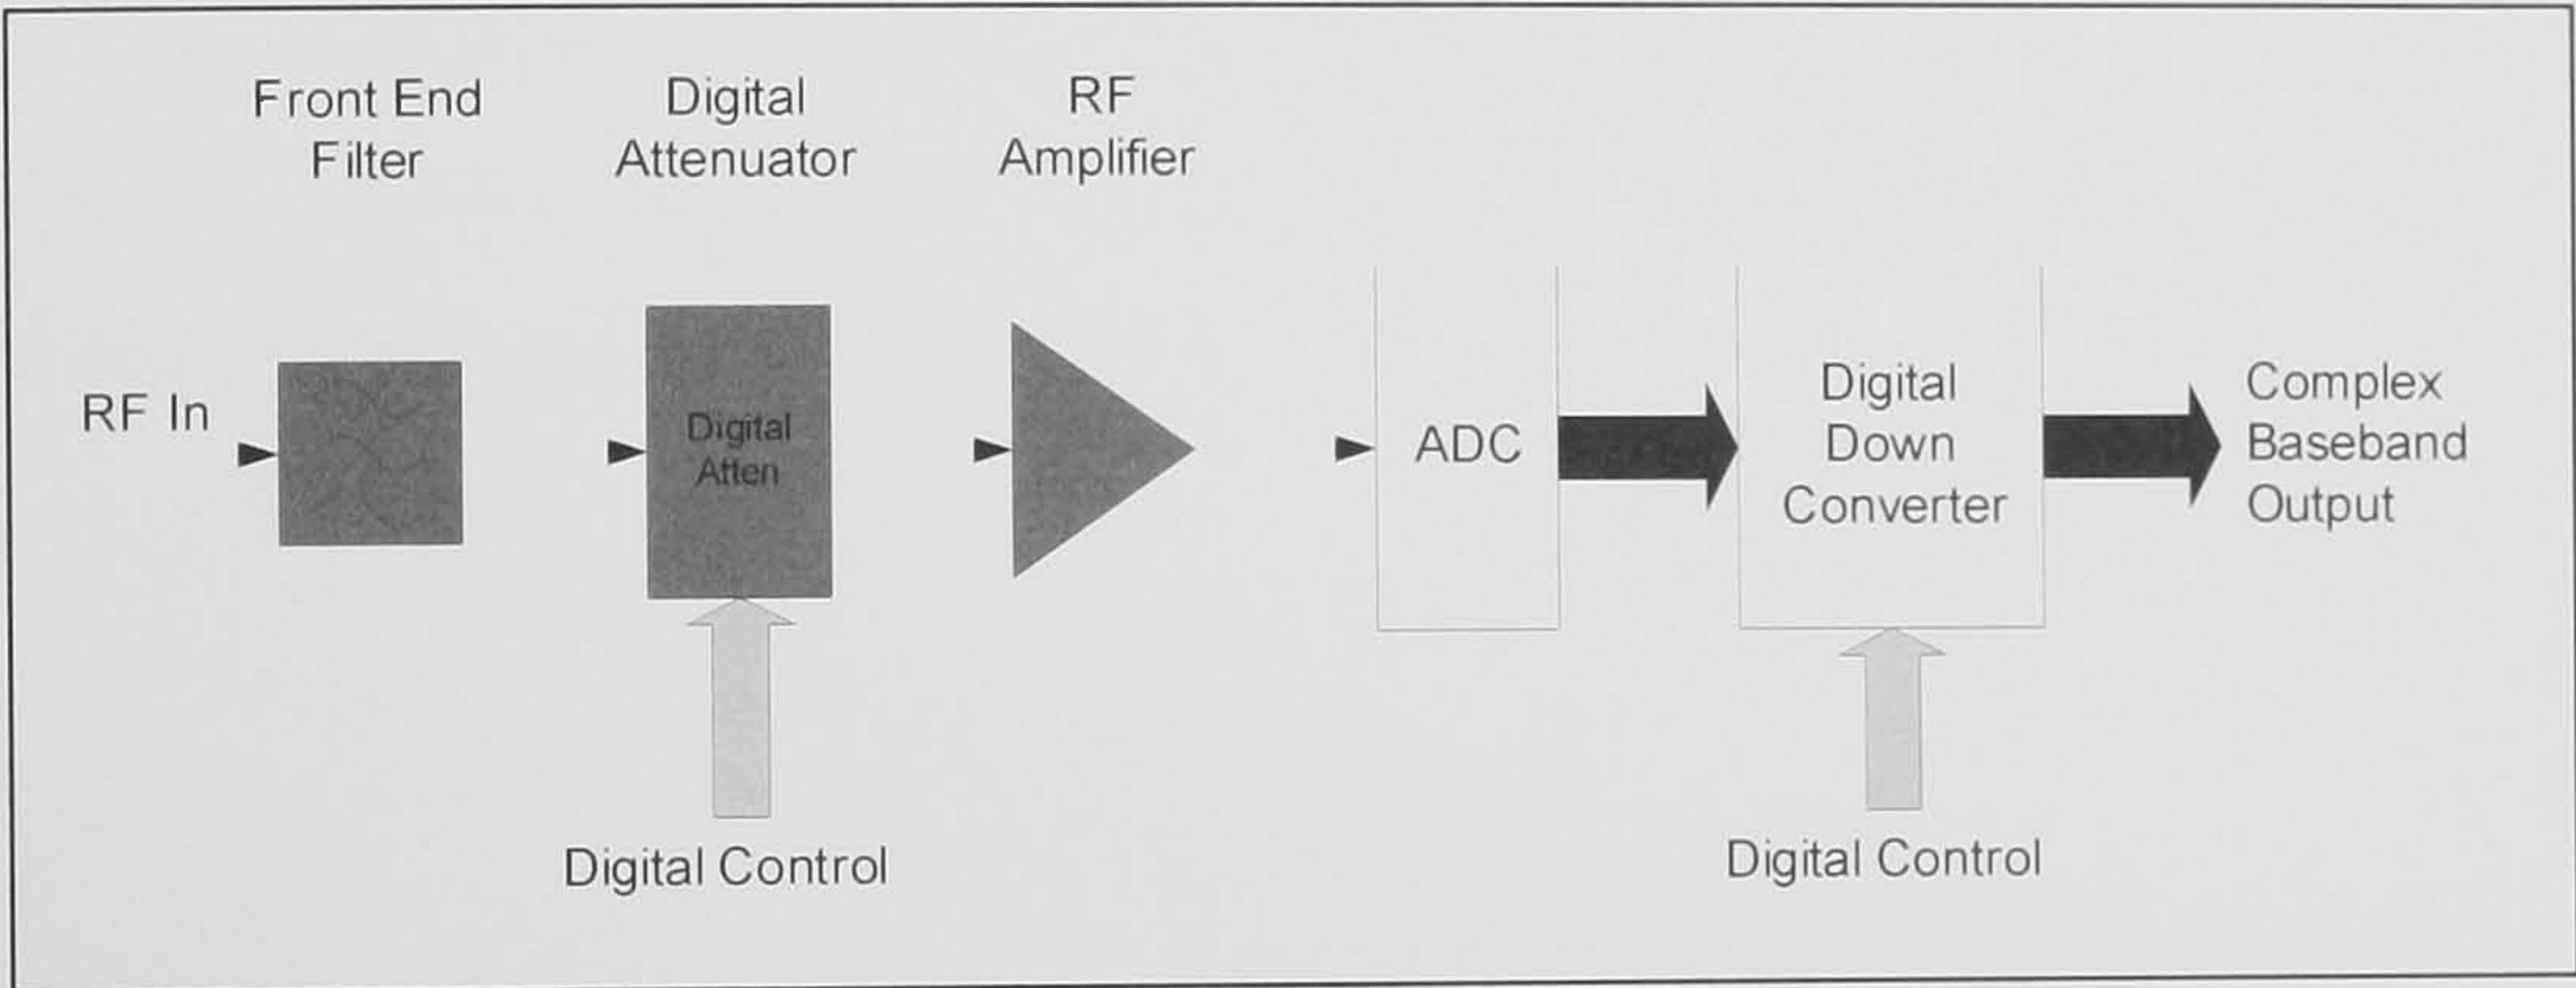 Front End
Filter
Digital
Attenuator
RF
Amplifier
RF In
Digital
Atten
ADC
Digital
Down
Converter
Complex
Baseband
Output
Digital Control
Digital Control